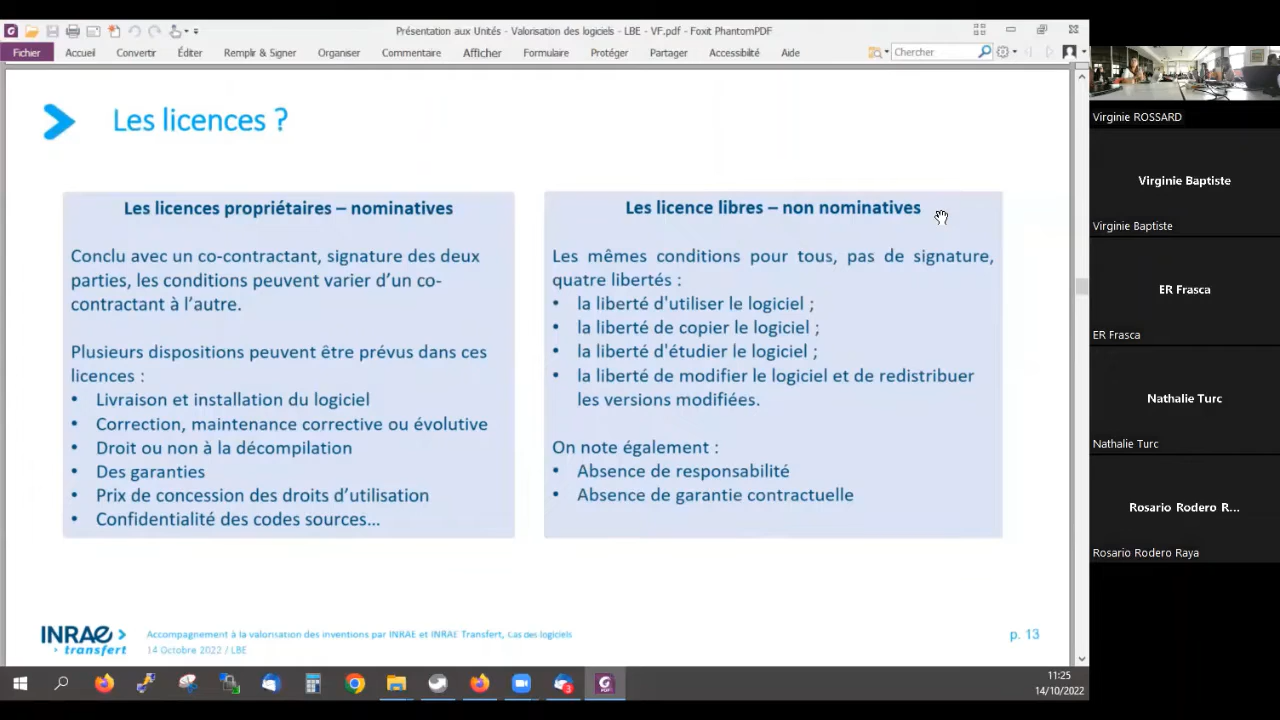 Présentation aux Unités - Valorisation des logiciels - LBE - VF.pdf - Foxit PhantomPDF
Fichier Accueil Convertir Éditer Remplir & Signer Organiser Commentaire Afficher Formulaire Protéger Partager Accessibilité Aide Chercher
Les licences ?
Les licences propriétaires – nominatives
Conclu avec un co-contractant, signature des deux
parties, les conditions peuvent varier d’un co-
contractant à l’autre.
Plusieurs dispositions peuvent être prévus dans ces
licences :
• Livraison et installation du logiciel
• Correction, maintenance corrective ou évolutive
• Droit ou non à la décompilation
• Des garanties
• Prix de concession des droits d’utilisation
• Confidentialité des codes sources…
Les licence libres – non nominatives
Les mêmes conditions pour tous, pas de signature,
quatre libertés :
• la liberté d'utiliser le logiciel ;
• la liberté de copier le logiciel ;
• la liberté d'étudier le logiciel ;
• la liberté de modifier le logiciel et de redistribuer
les versions modifiées.
On note également :
• Absence de responsabilité
• Absence de garantie contractuelle
INRAE
transfert
Accompagnement à la valorisation des inventions par INRAE et INRAE Transfert, Cas des logiciels
14 Octobre 2022 / LBE
p. 13
Virginie ROSSARD
Virginie Baptiste
Virginie Baptiste
ER Frasca
ER Frasca
Nathalie Turc
Nathalie Turc
Rosario Rodero R...
Rosario Rodero Raya
3
11:25
14/10/2022